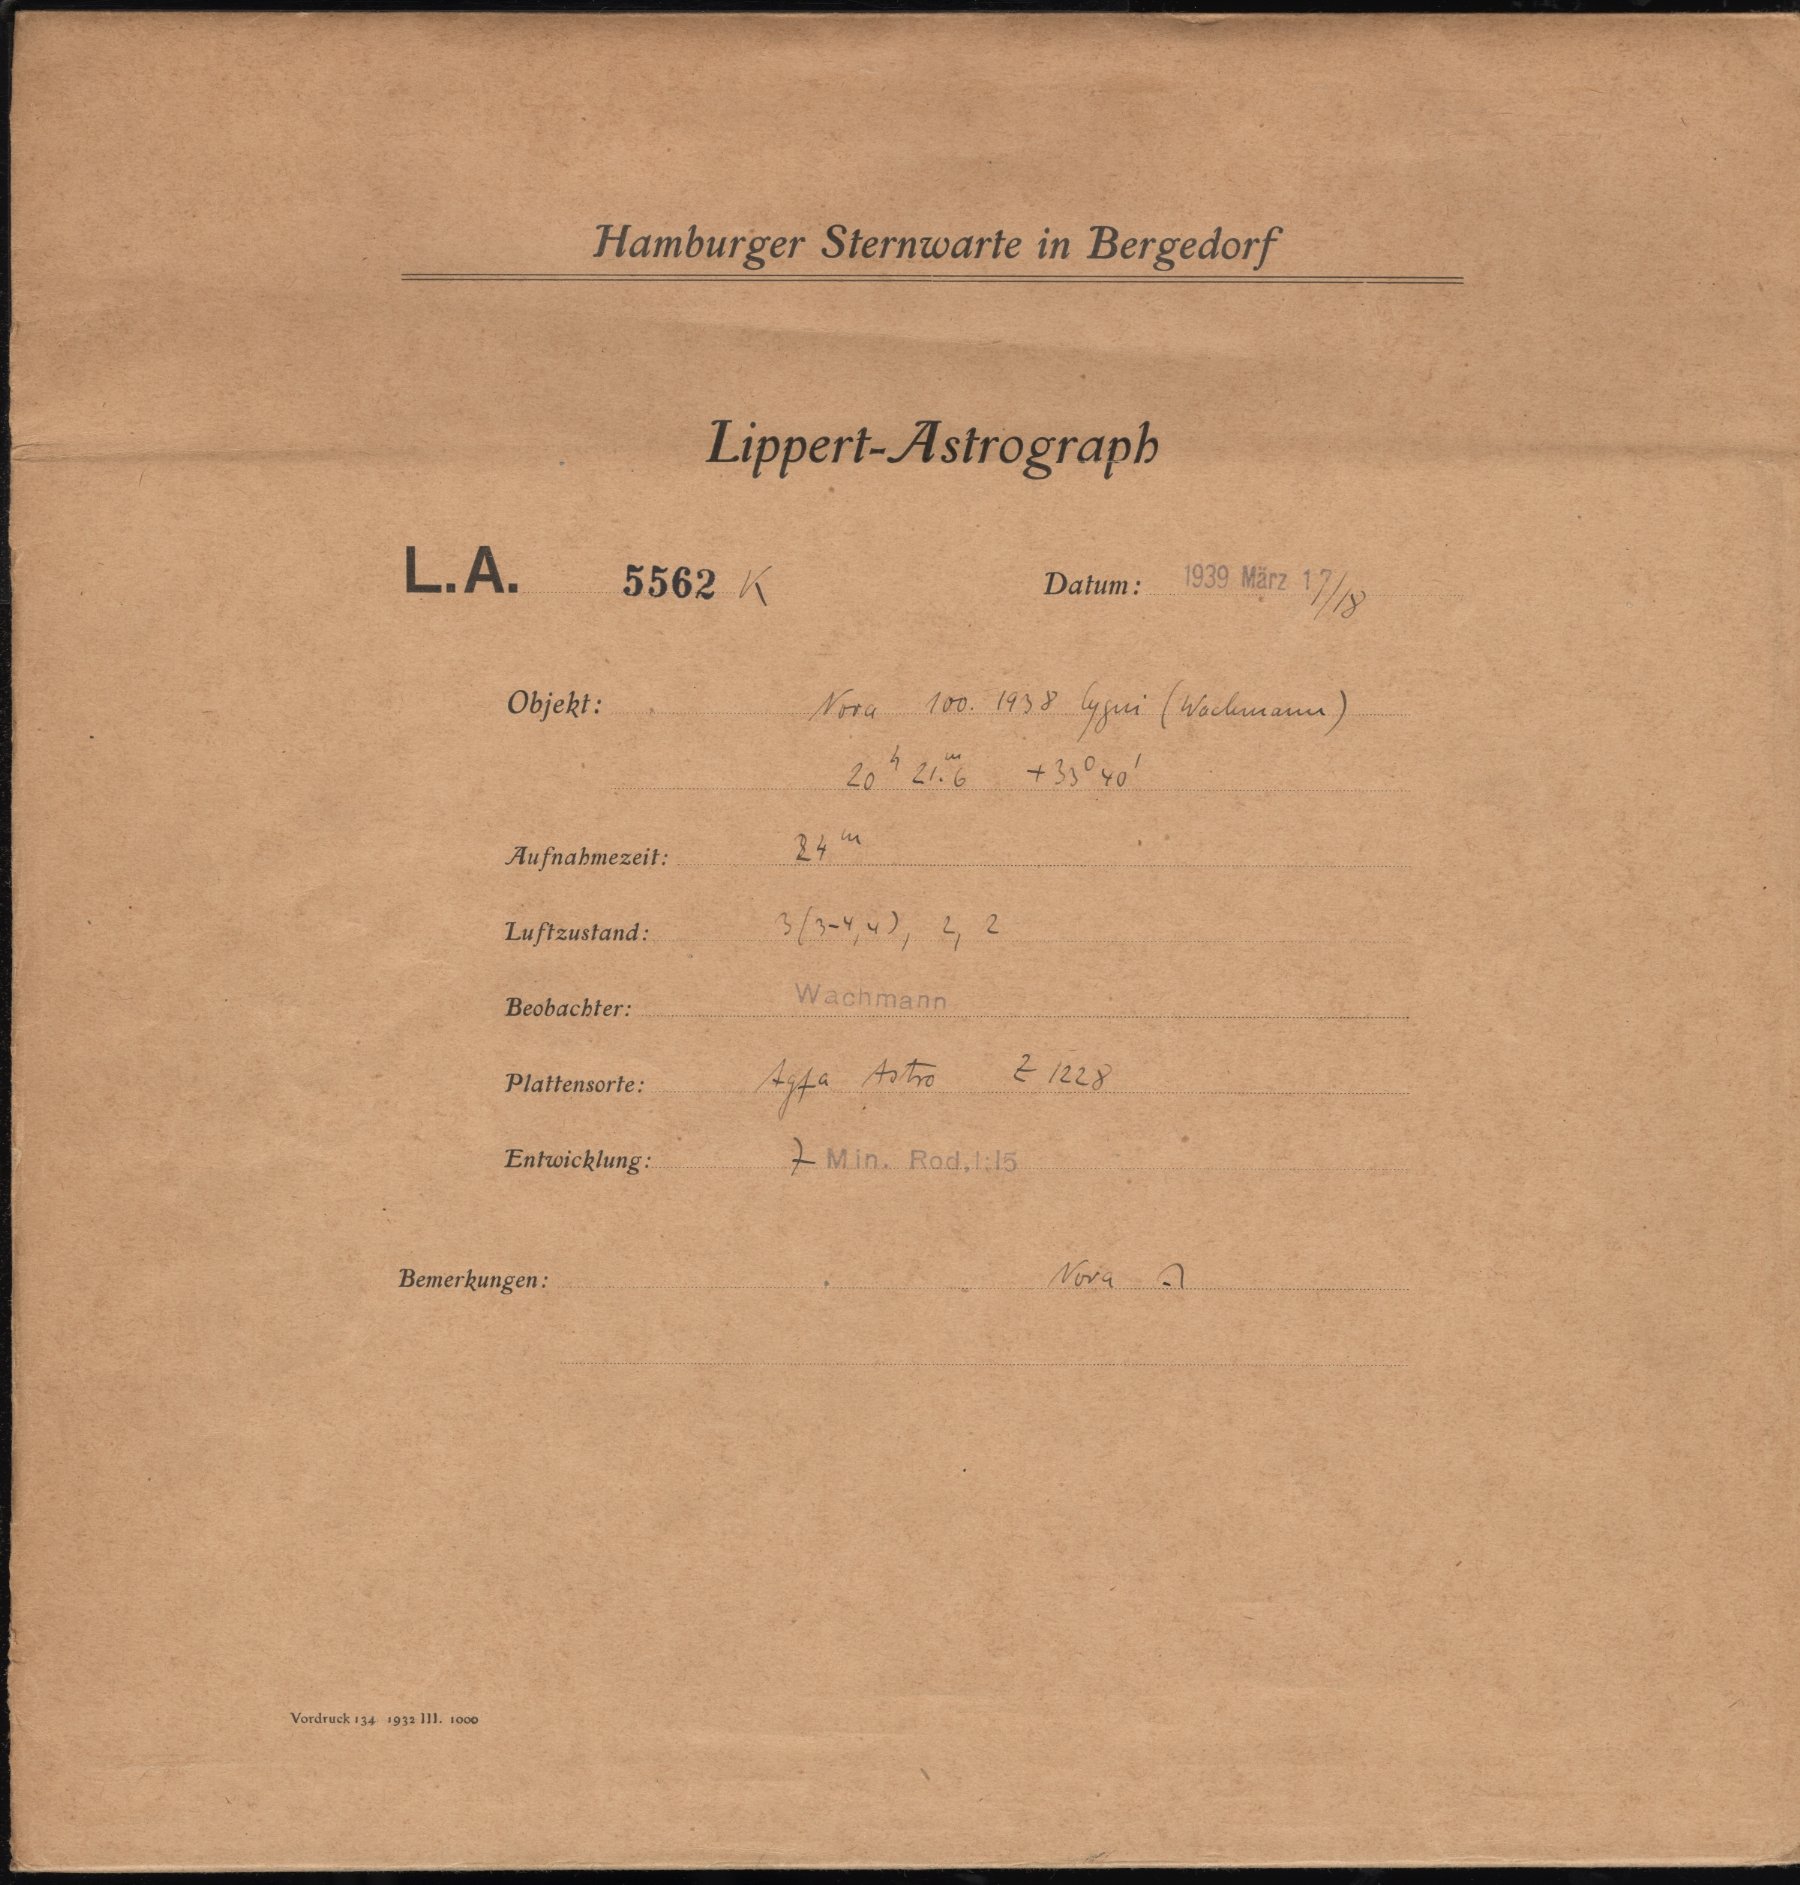 Hamburger Sternwarte in Bergedorf
Lippert-Astrograph
L.A. 5562 K Datum: 1939 März 17/18
Objekt: Nova 100. 1938 Cygni (Wachmann)
20h 21.m6 +33° 40'
Aufnahmezeit: 24m
Luftzustand: 3(3-4,4), 2, 2
Beobachter: Wachmann
Plattensorte: Agfa Astro Z 1228
Entwicklung: 7 Min. Rod. 1:15
Bemerkungen: Nova
Vordruck 134 1932 III. 1000